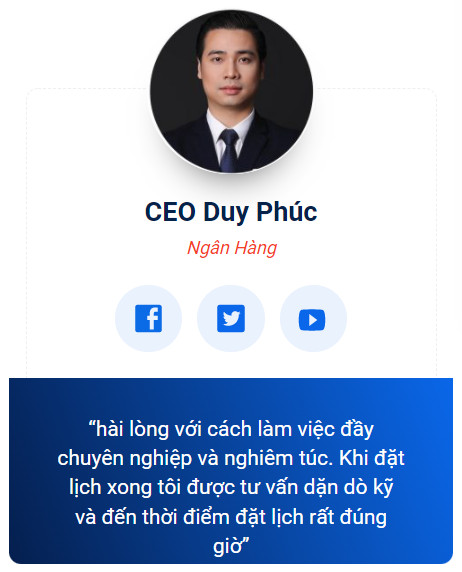 CEO Duy Phúc
Ngân Hàng
“hài lòng với cách làm việc đầy
chuyên nghiệp và nghiêm túc. Khi đặt
lịch xong tôi được tư vấn dặn dò kỹ
và đến thời điểm đặt lịch rất đúng
giờ”